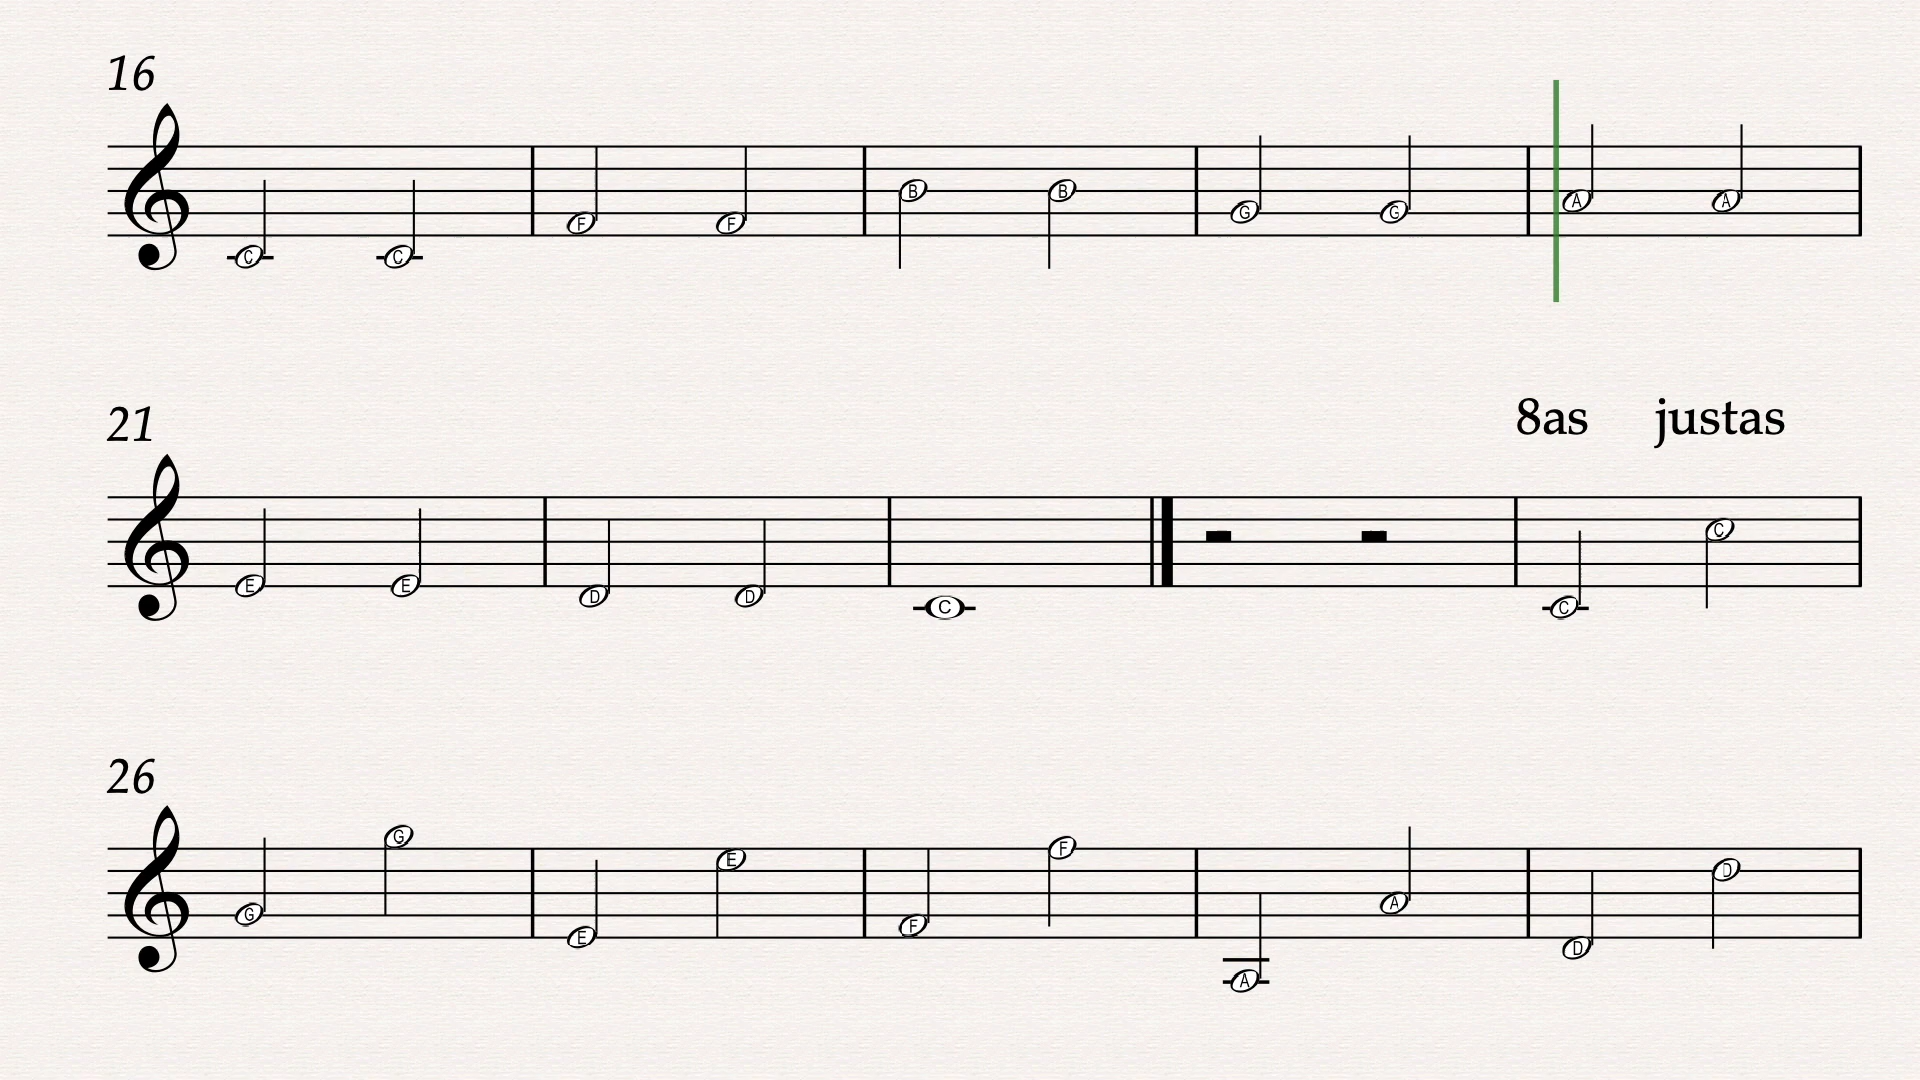 16
C C F F B B G G A A
8as justas
21
E E D D C C C
26
G G E E F F A A D D